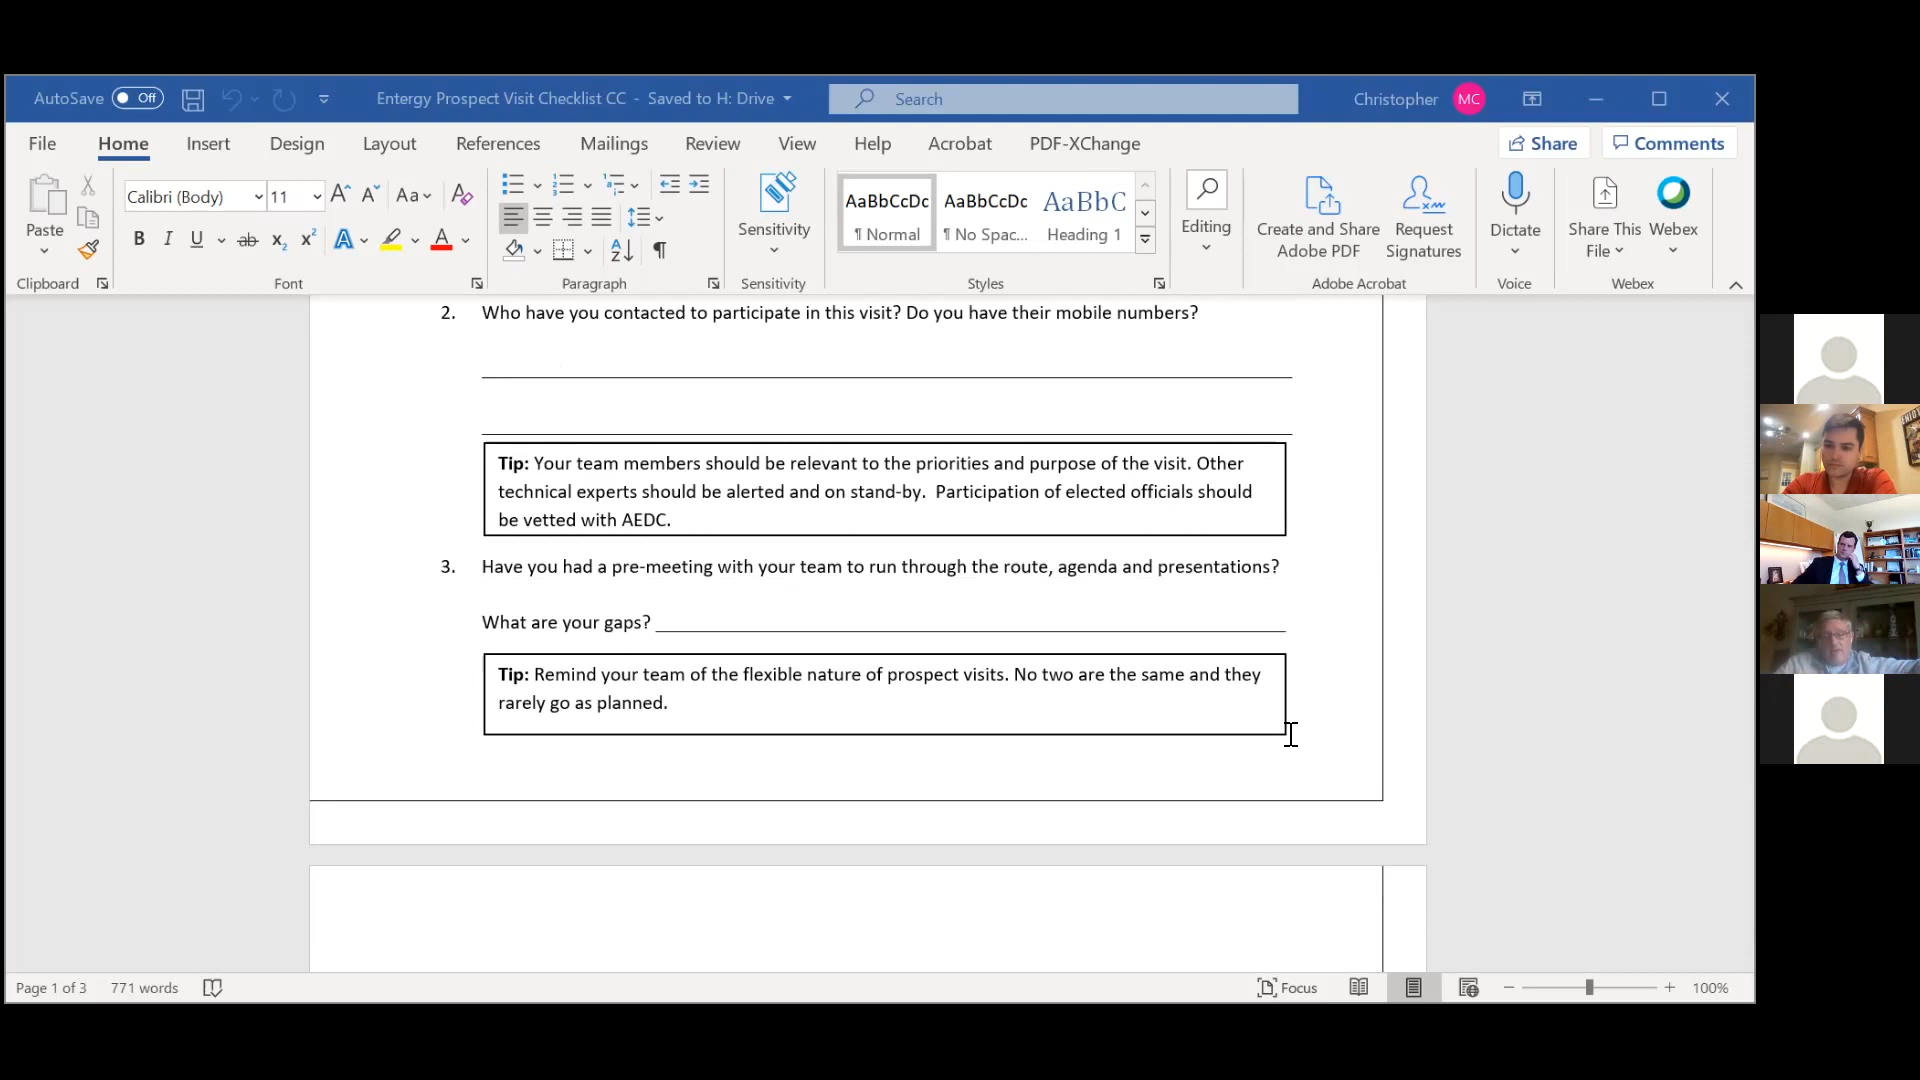 AutoSave Off
Entergy Prospect Visit Checklist CC - Saved to H: Drive
Search
Christopher MC
File Home Insert Design Layout References Mailings Review View Help Acrobat PDF-XChange Share Comments
Calibri (Body) 11 Aa
Paste
B I U ab x2 x2 A A
AZ ¶
Sensitivity
AaBbCcDc AaBbCcDc AaBbC
¶ Normal ¶ No Spac... Heading 1
Editing
Create and Share
Adobe PDF
Request
Signatures
Dictate
Share This
File
Webex
Clipboard Font Paragraph Sensitivity Styles Adobe Acrobat Voice Webex
2. Who have you contacted to participate in this visit? Do you have their mobile numbers?
Tip: Your team members should be relevant to the priorities and purpose of the visit. Other
technical experts should be alerted and on stand-by. Participation of elected officials should
be vetted with AEDC.
3. Have you had a pre-meeting with your team to run through the route, agenda and presentations?
What are your gaps?
Tip: Remind your team of the flexible nature of prospect visits. No two are the same and they
rarely go as planned.
Page 1 of 3 771 words Focus 100%